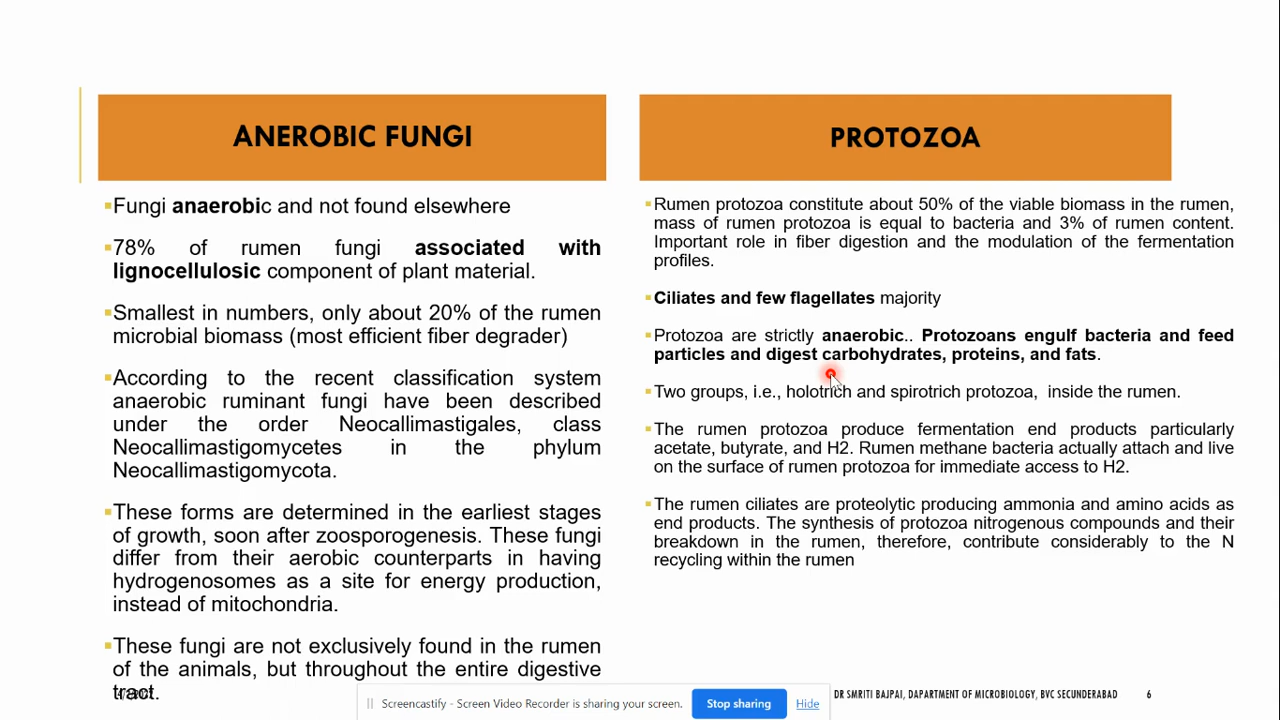 ANEROBIC FUNGI
▪Fungi anaerobic and not found elsewhere
▪78% of rumen fungi associated with
lignocellulosic component of plant material.
▪Smallest in numbers, only about 20% of the rumen
microbial biomass (most efficient fiber degrader)
▪According to the recent classification system
anaerobic ruminant fungi have been described
under the order Neocallimastigales, class
Neocallimastigomycetes in the phylum
Neocallimastigomycota.
▪These forms are determined in the earliest stages
of growth, soon after zoosporogenesis. These fungi
differ from their aerobic counterparts in having
hydrogenosomes as a site for energy production,
instead of mitochondria.
▪These fungi are not exclusively found in the rumen
of the animals, but throughout the entire digestive
tract.
PROTOZOA
▪Rumen protozoa constitute about 50% of the viable biomass in the rumen,
mass of rumen protozoa is equal to bacteria and 3% of rumen content.
Important role in fiber digestion and the modulation of the fermentation
profiles.
▪Ciliates and few flagellates majority
▪Protozoa are strictly anaerobic.. Protozoans engulf bacteria and feed
particles and digest carbohydrates, proteins, and fats.
▪Two groups, i.e., holotrich and spirotrich protozoa, inside the rumen.
▪The rumen protozoa produce fermentation end products particularly
acetate, butyrate, and H2. Rumen methane bacteria actually attach and live
on the surface of rumen protozoa for immediate access to H2.
▪The rumen ciliates are proteolytic producing ammonia and amino acids as
end products. The synthesis of protozoa nitrogenous compounds and their
breakdown in the rumen, therefore, contribute considerably to the N
recycling within the rumen
Screencastify - Screen Video Recorder is sharing your screen.
Stop sharing
Hide
DR SMRITI BAJPAI, DAPARTMENT OF MICROBIOLOGY, BVC SECUNDERABAD
6